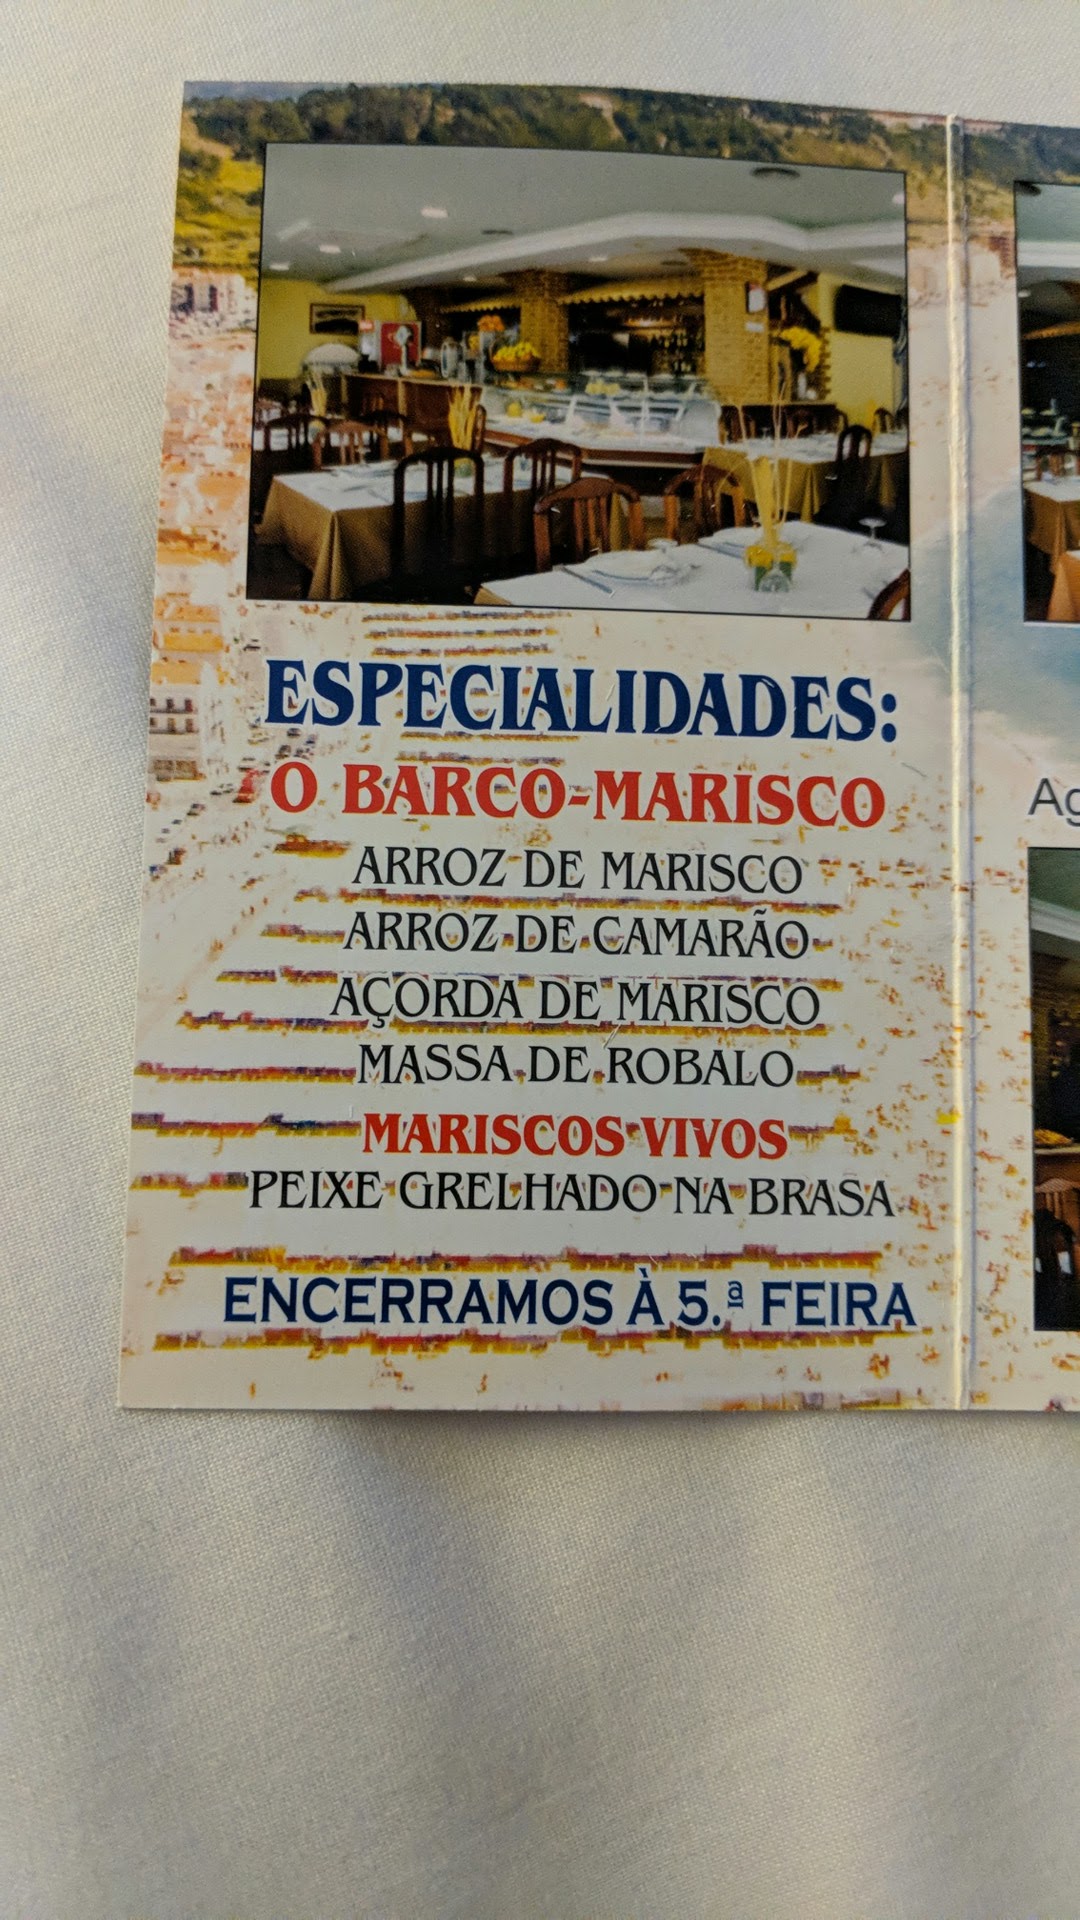 ESPECIALIDADES:
O BARCO-MARISCO
ARROZ DE MARISCO
ARROZ DE CAMARÃO
AÇORDA DE MARISCO
MASSA DE ROBALO
MARISCOS VIVOS
PEIXE GRELHADO NA BRASA
ENCERRAMOS À 5.ª FEIRA
Ag